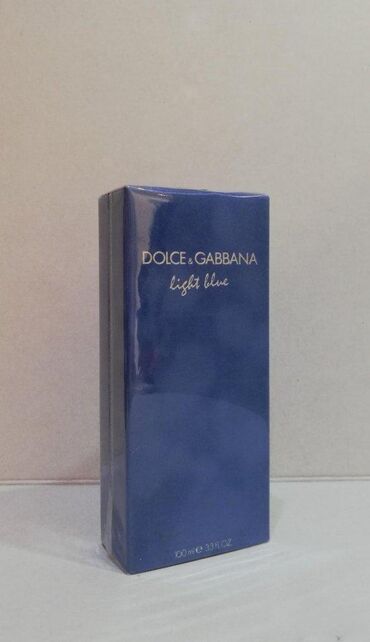 DOLCE & GABBANA
light blue
100 ml e 3.3 FL.OZ.